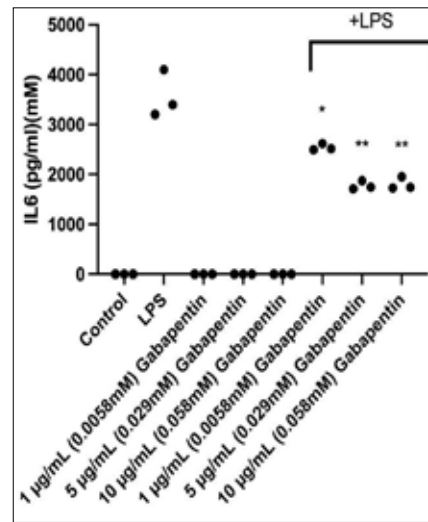 +LPS
IL6 (pg/ml)(mM)
5000
4000
3000
2000
1000
0
*
**
**
Control
LPS
1 µg/mL (0.0058mM) Gabapentin
5 µg/mL (0.029mM) Gabapentin
10 µg/mL (0.058mM) Gabapentin
1 µg/mL (0.0058mM) Gabapentin
5 µg/mL (0.029mM) Gabapentin
10 µg/mL (0.058mM) Gabapentin